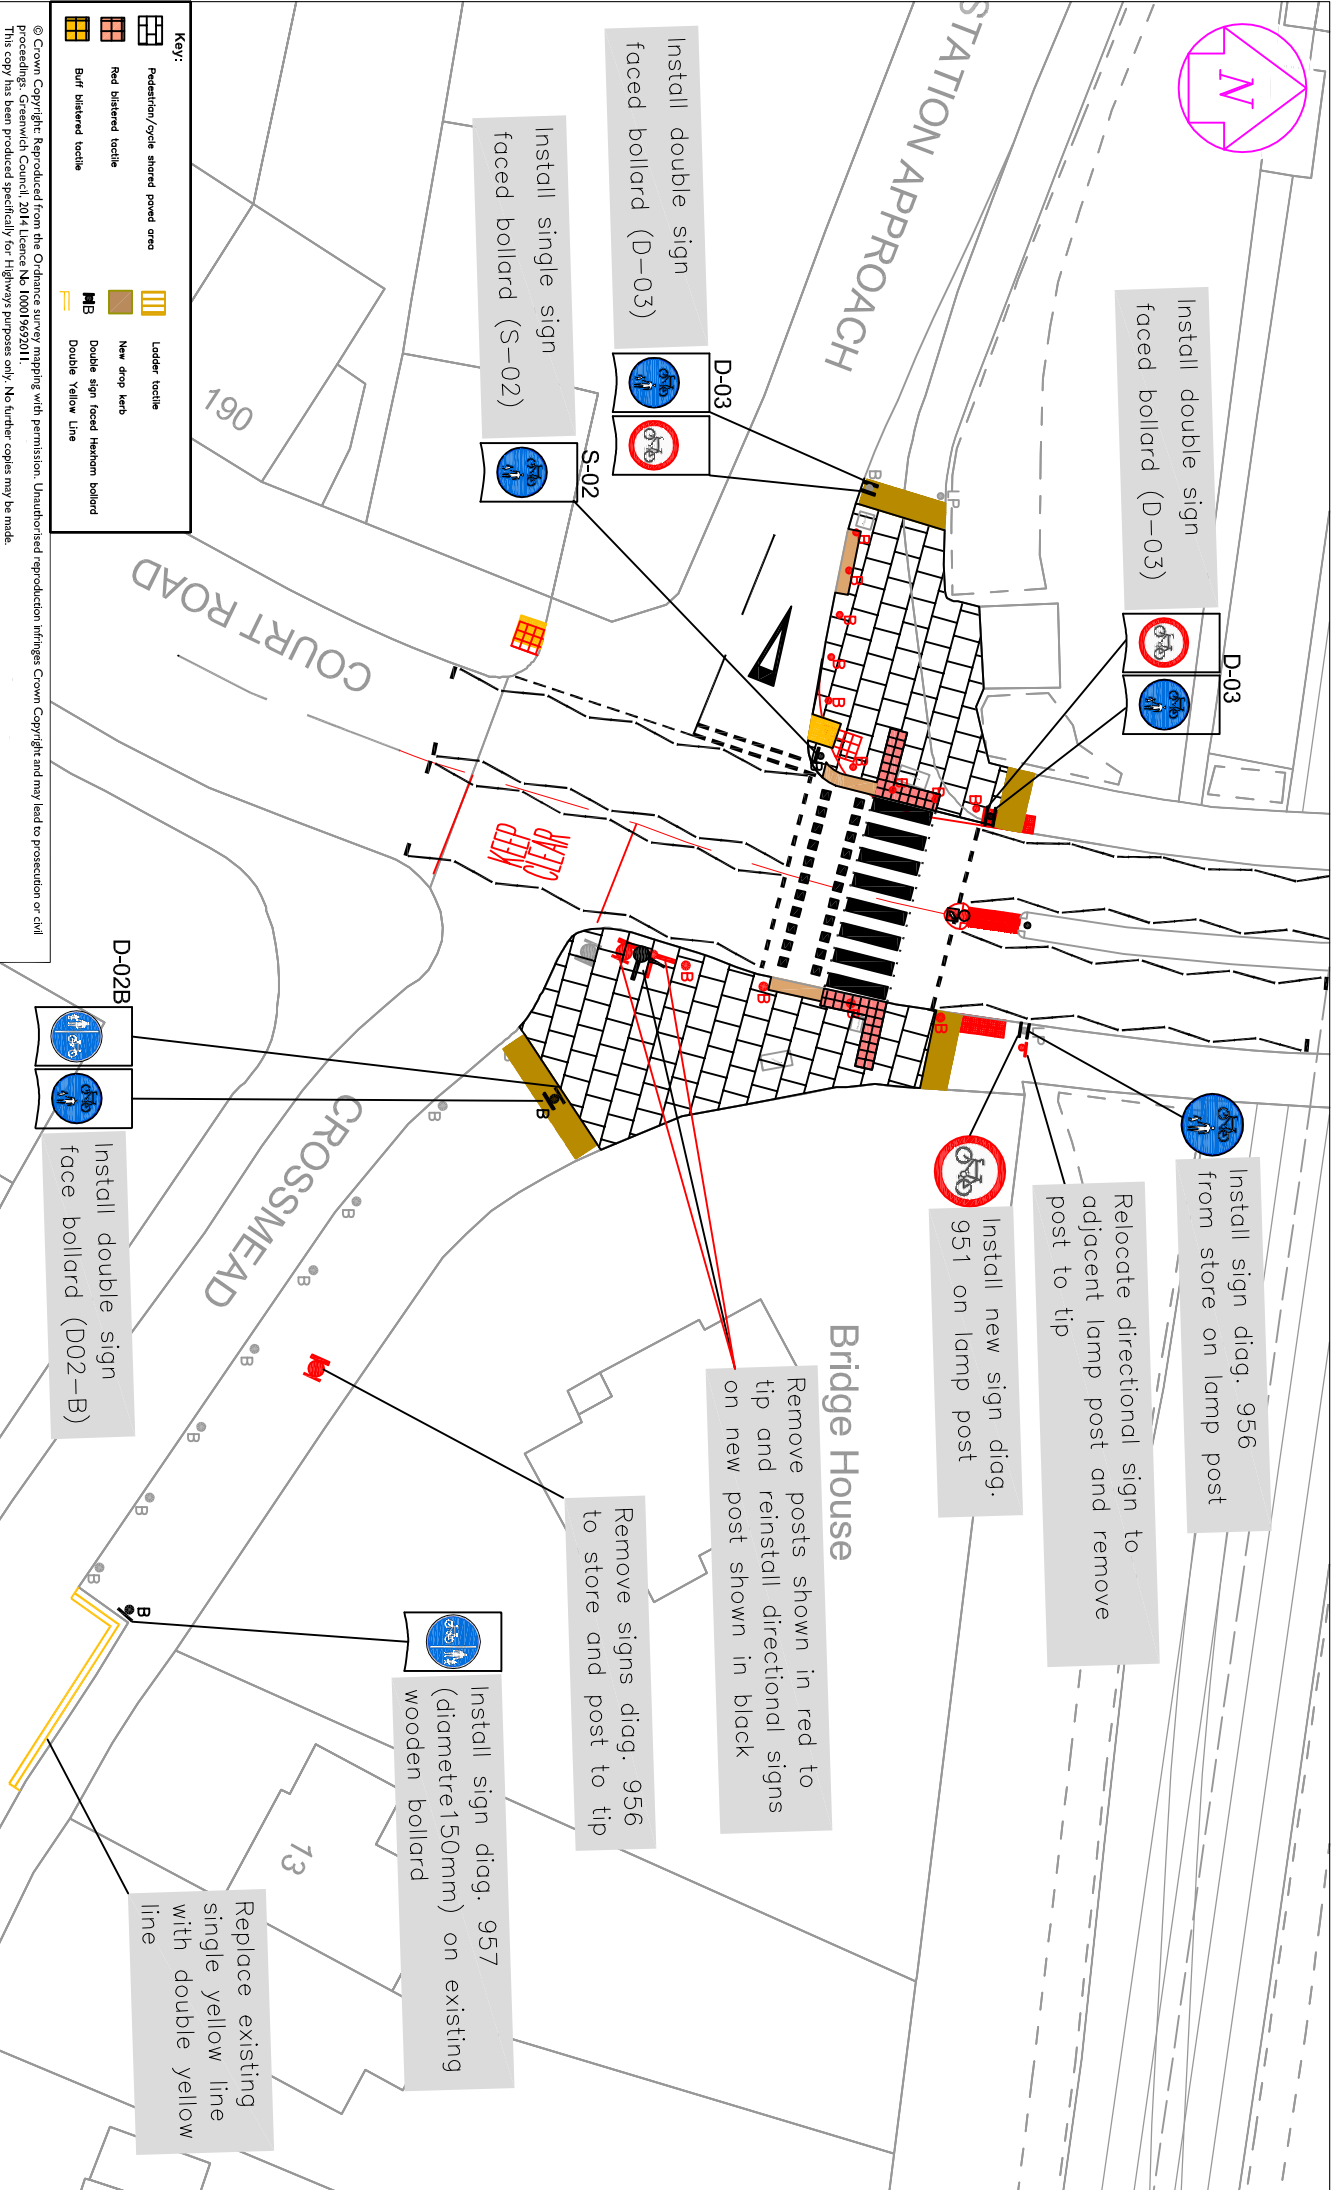 N
STATION APPROACH
Install double sign
faced bollard (D-03)
D-03
Install double sign
faced bollard (D-03)
D-03
Install single sign
faced bollard (S-02)
S-02
LP
B
B
B
B
B
B
B
B
B
B
190
COURT ROAD
KEEP
CLEAR
B
B
B
B
LP
Install sign diag. 956
from store on lamp post
Relocate directional sign to
adjacent lamp post and remove
post to tip
Install new sign diag.
951 on lamp post
Bridge House
Remove posts shown in red to
tip and reinstall directional signs
on new post shown in black
Remove signs diag. 956
to store and post to tip
Install sign diag. 957
(diametre150mm) on existing
wooden bollard
Replace existing
single yellow line
with double yellow
line
13
CROSSMEAD
B
B
B
B
B
B
B
B
B
D-02B
Install double sign
face bollard (D02-B)
Key:
Pedestrian/cycle shared paved area
Red blistered tactile
Buff blistered tactile
Ladder tactile
New drop kerb
B
Double sign faced Hexham bollard
Double Yellow Line
© Crown Copyright: Reproduced from the Ordnance survey mapping with permission. Unauthorised reproduction infringes Crown Copyright and may lead to prosecution or civil
proceedings. Greenwich Council, 2014 Licence No 100019692011.
This copy has been produced specifically for Highways purposes only. No further copies may be made.